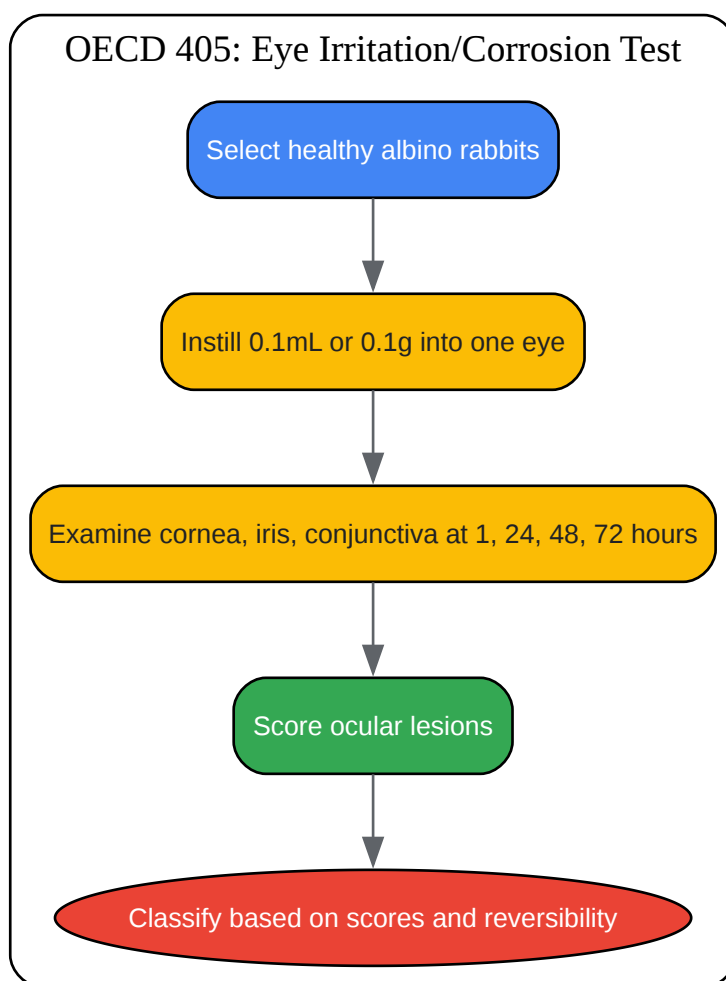 OECD 405: Eye Irritation/Corrosion Test
Select healthy albino rabbits
Instill 0.1mL or 0.1g into one eye
Examine cornea, iris, conjunctiva at 1, 24, 48, 72 hours
Score ocular lesions
Classify based on scores and reversibility